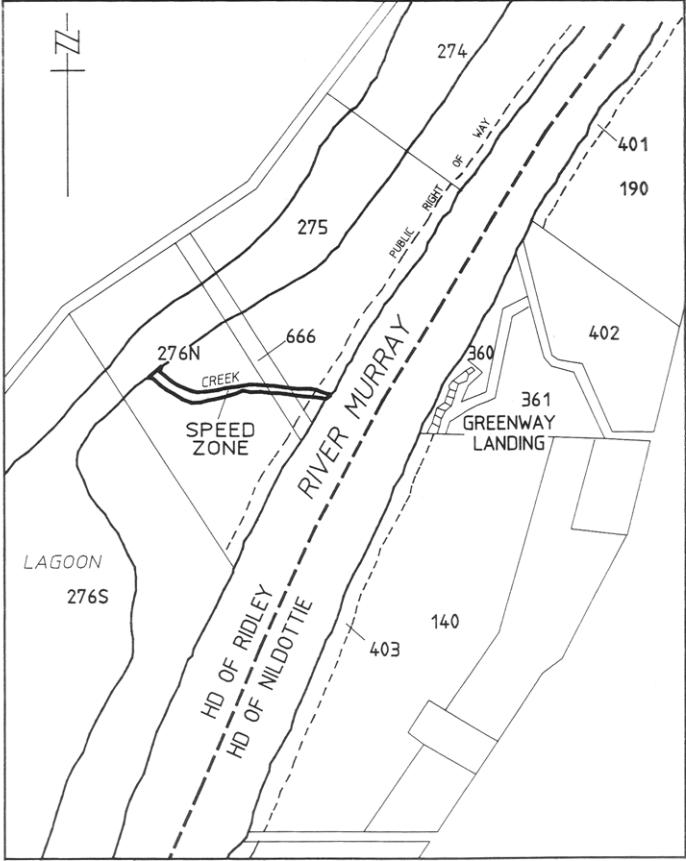 N
274
PUBLIC RIGHT OF WAY
401
190
275
402
666
276N
360
CREEK
361
SPEED
ZONE
GREENWAY
LANDING
RIVER MURRAY
LAGOON
276S
HD OF RIDLEY
HD OF NILDOTTIE
140
403